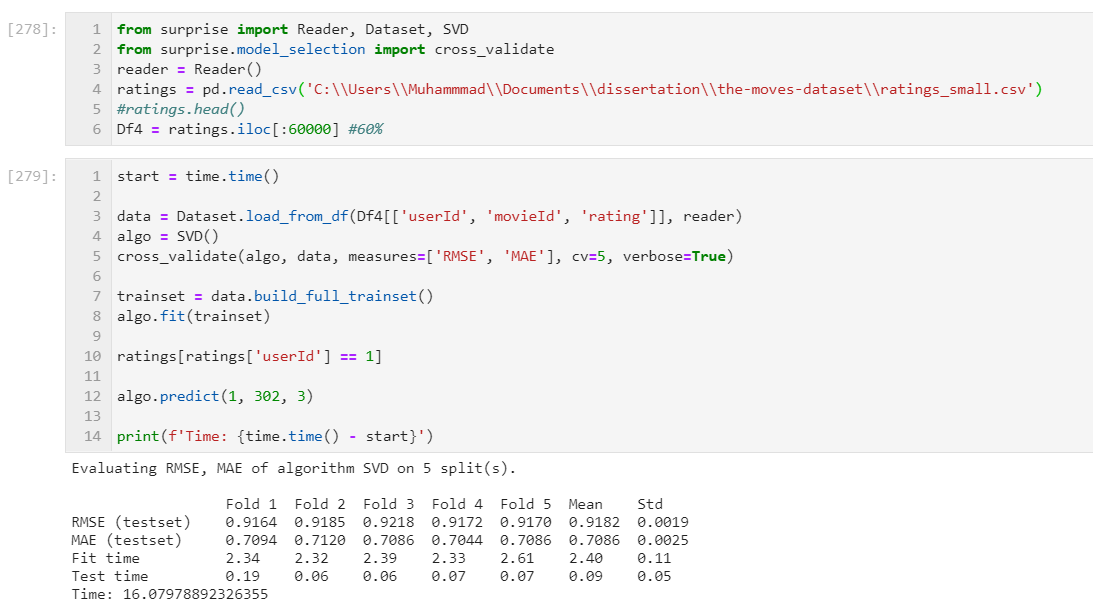 [278]:
1 from surprise import Reader, Dataset, SVD
2 from surprise.model_selection import cross_validate
3 reader = Reader()
4 ratings = pd.read_csv('C:\\Users\\Muhammmad\\Documents\\dissertation\\the-moves-dataset\\ratings_small.csv')
5 #ratings.head()
6 Df4 = ratings.iloc[:60000] #60%
[279]:
1 start = time.time()
2
3 data = Dataset.load_from_df(Df4[['userId', 'movieId', 'rating']], reader)
4 algo = SVD()
5 cross_validate(algo, data, measures=['RMSE', 'MAE'], cv=5, verbose=True)
6
7 trainset = data.build_full_trainset()
8 algo.fit(trainset)
9
10 ratings[ratings['userId'] == 1]
11
12 algo.predict(1, 302, 3)
13
14 print(f'Time: {time.time() - start}')
Evaluating RMSE, MAE of algorithm SVD on 5 split(s).
Fold 1 Fold 2 Fold 3 Fold 4 Fold 5 Mean Std
RMSE (testset) 0.9164 0.9185 0.9218 0.9172 0.9170 0.9182 0.0019
MAE (testset) 0.7094 0.7120 0.7086 0.7044 0.7086 0.7086 0.0025
Fit time 2.34 2.32 2.39 2.33 2.61 2.40 0.11
Test time 0.19 0.06 0.06 0.07 0.07 0.09 0.05
Time: 16.07978892326355